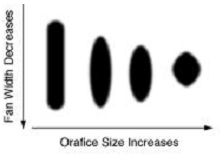 Fan Width Decreases
Orafice Size Increases